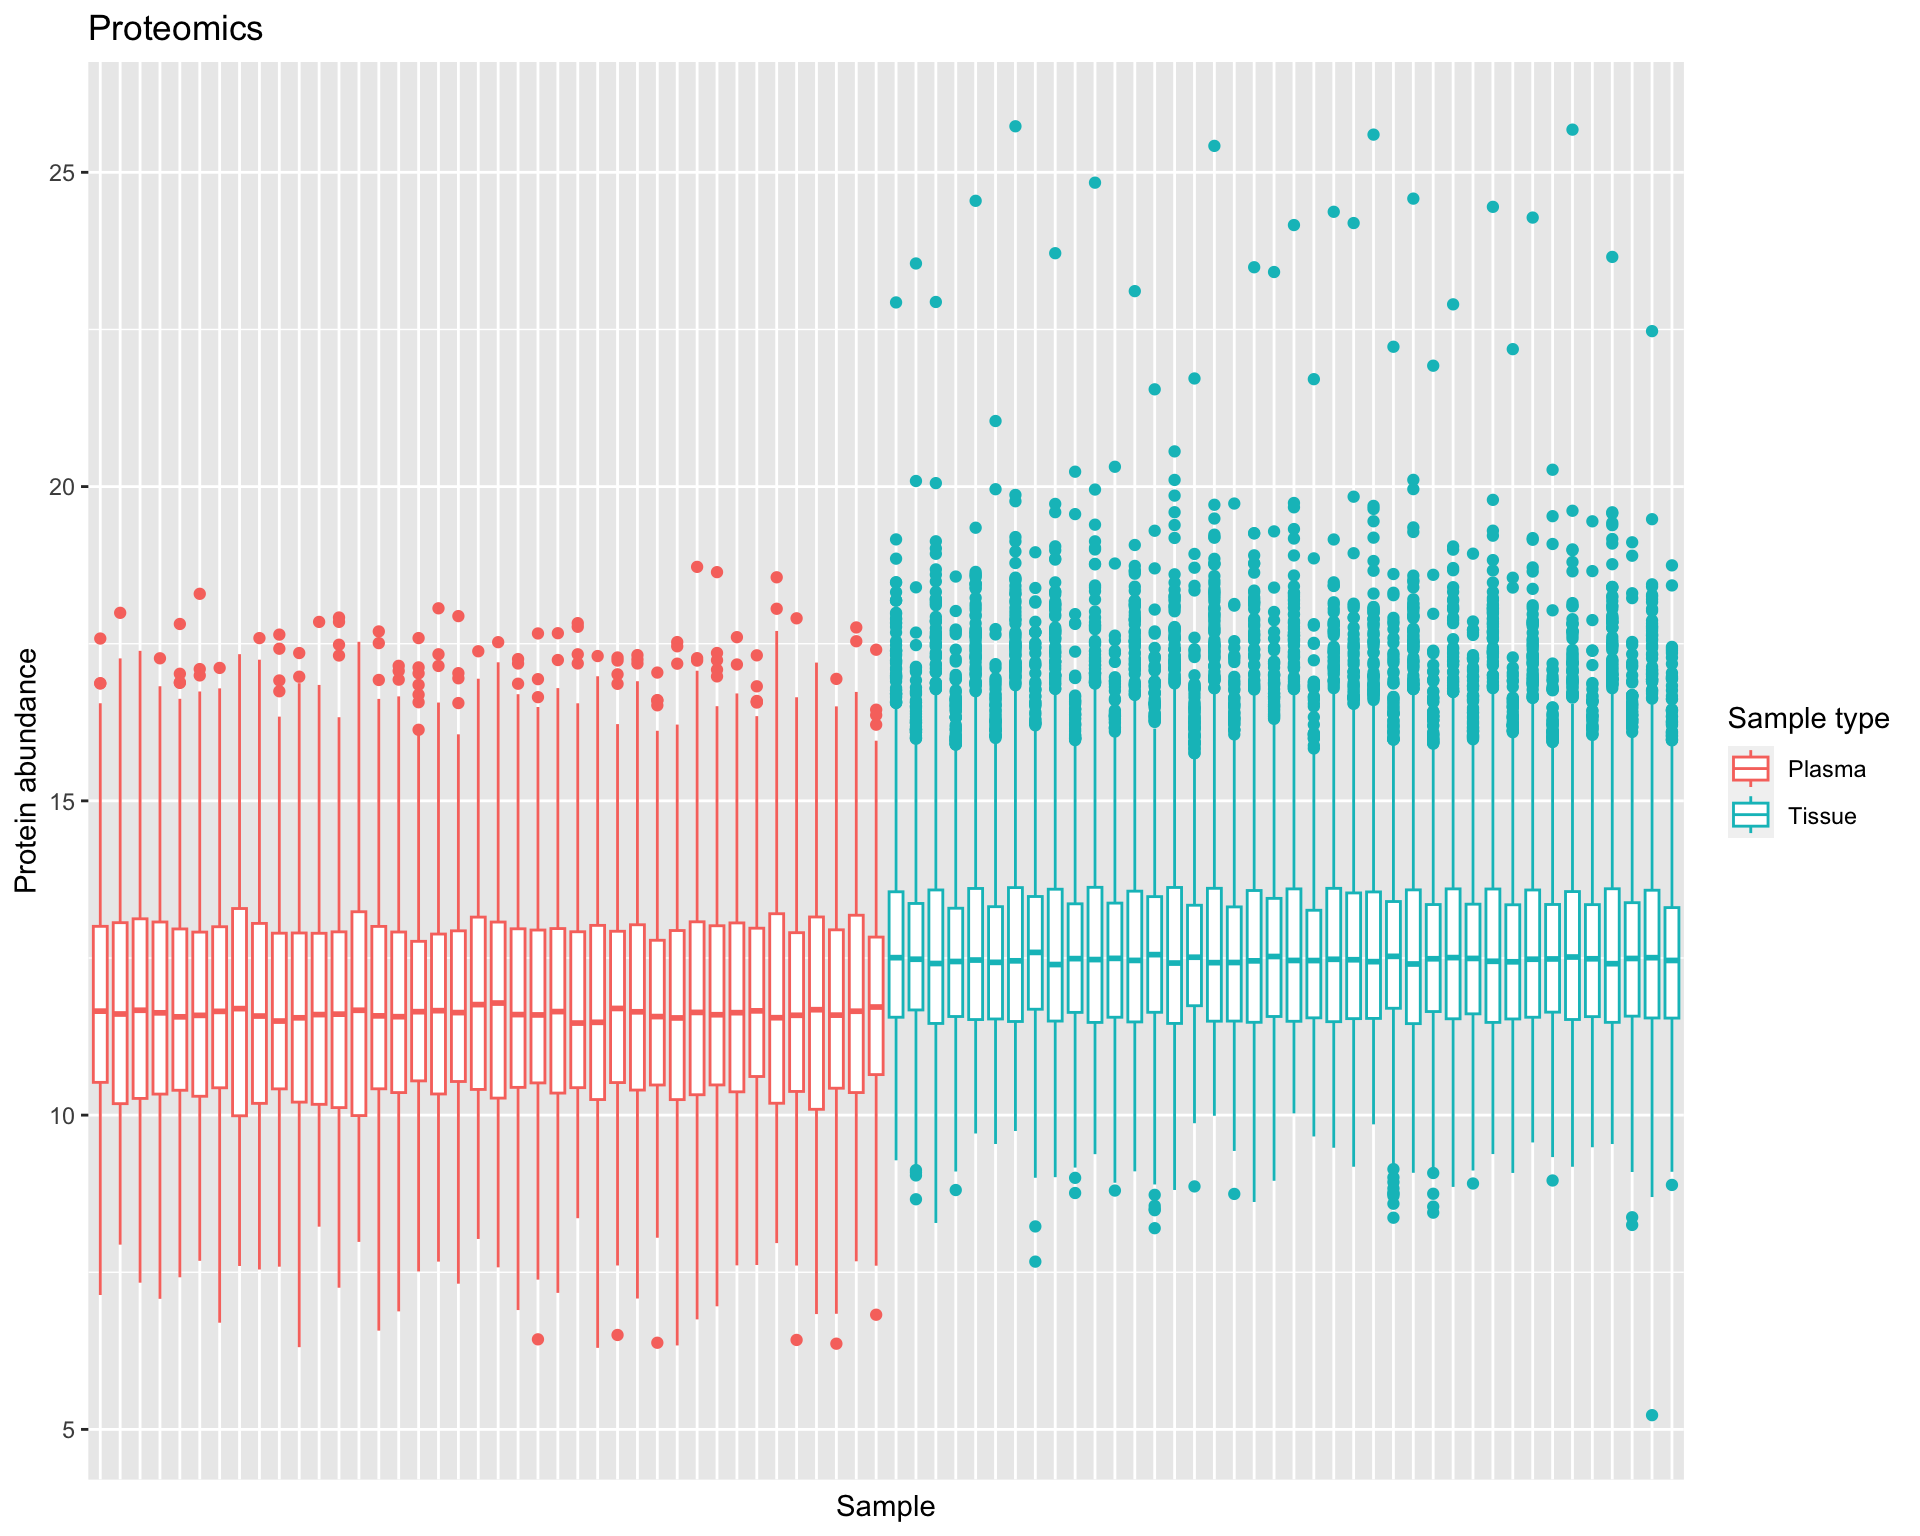 Proteomics
25
20
15
10
5
Protein abundance
Sample
Sample type
Plasma
Tissue